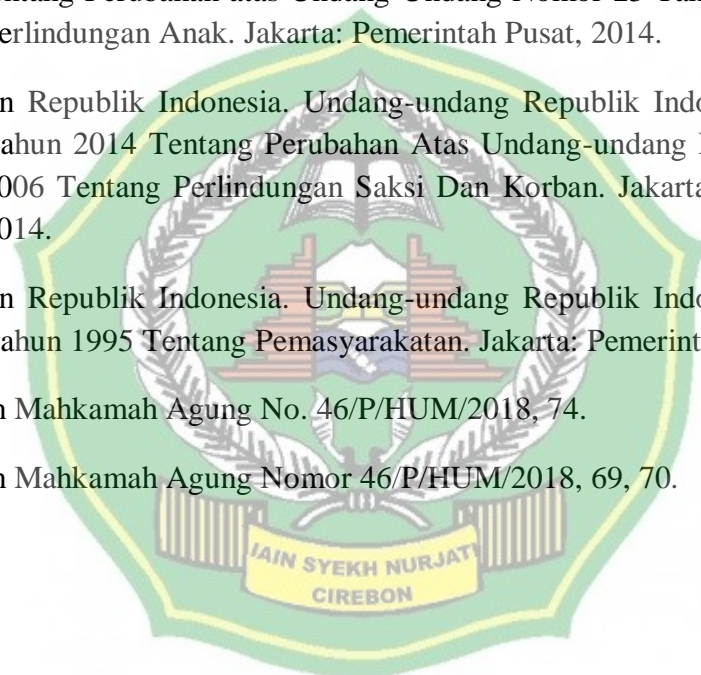 entang Perubahan atas Undang-Undang Nomor 23 Tah
erlindungan Anak. Jakarta: Pemerintah Pusat, 2014.
n Republik Indonesia. Undang-undang Republik Indo
ahun 2014 Tentang Perubahan Atas Undang-undang
006 Tentang Perlindungan Saksi Dan Korban. Jakarta
014.
n Republik Indonesia. Undang-undang Republik Indo
ahun 1995 Tentang Pemasyarakatan. Jakarta: Pemerint
n Mahkamah Agung No. 46/P/HUM/2018, 74.
n Mahkamah Agung Nomor 46/P/HUM/2018, 69, 70.
IAIN SYEKH NURJATI
CIREBON